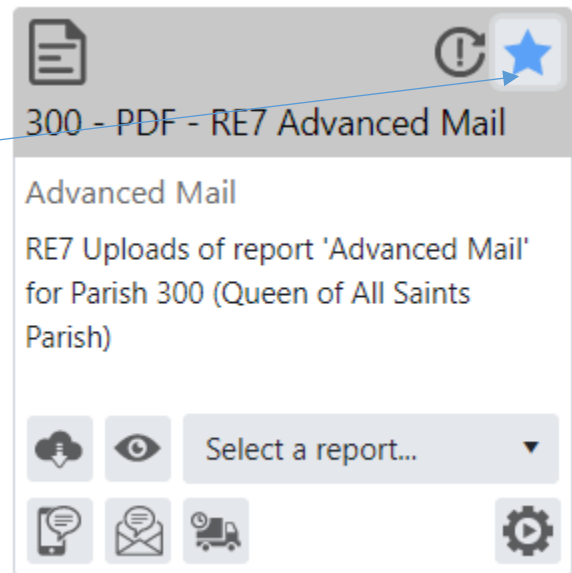 300 - PDF - RE7 Advanced Mail
Advanced Mail
RE7 Uploads of report 'Advanced Mail'
for Parish 300 (Queen of All Saints
Parish)
Select a report...